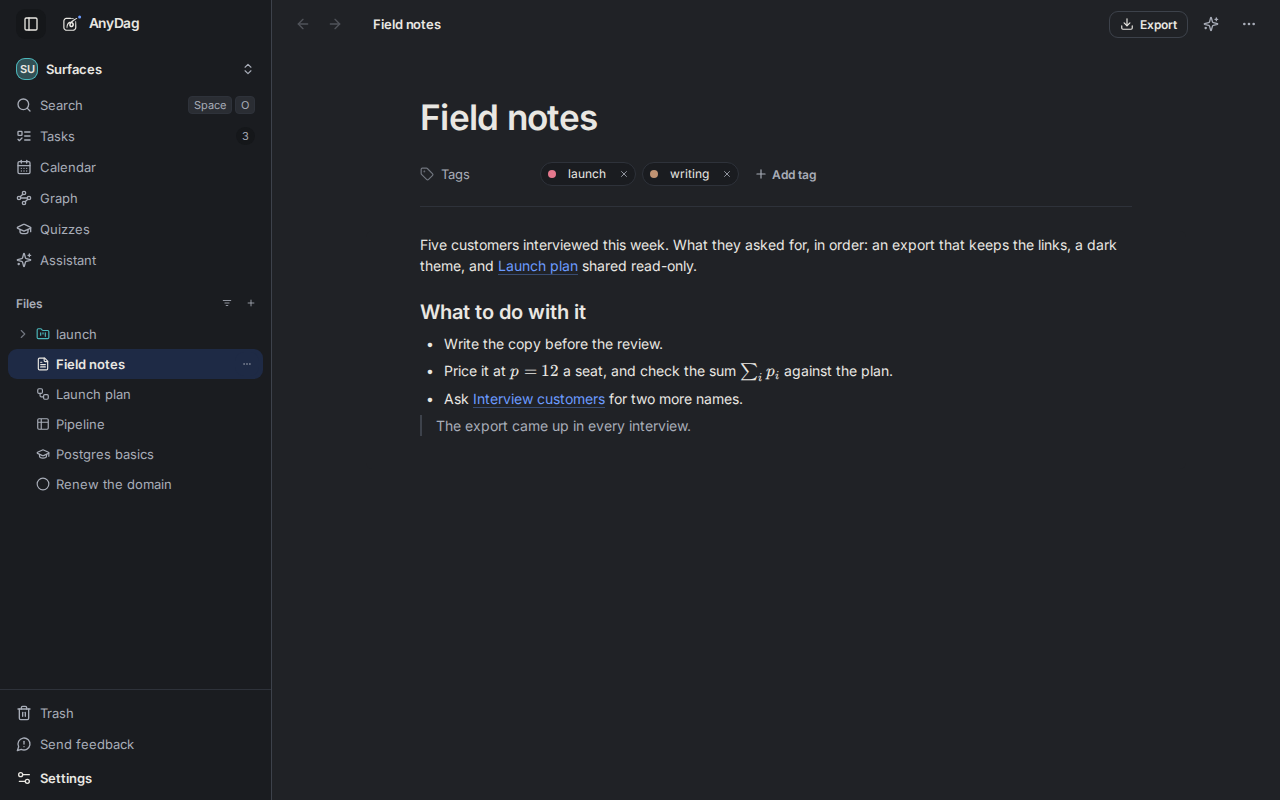 AnyDag
SU Surfaces
Search Space O
Tasks 3
Calendar
Graph
Quizzes
Assistant
Files
launch
Field notes
Launch plan
Pipeline
Postgres basics
Renew the domain
Trash
Send feedback
Settings
Field notes
Export
Field notes
Tags launch writing Add tag
Five customers interviewed this week. What they asked for, in order: an export that keeps the links, a dark
theme, and Launch plan shared read-only.
What to do with it
• Write the copy before the review.
• Price it at p = 12 a seat, and check the sum ∑ᵢ pᵢ against the plan.
• Ask Interview customers for two more names.
The export came up in every interview.